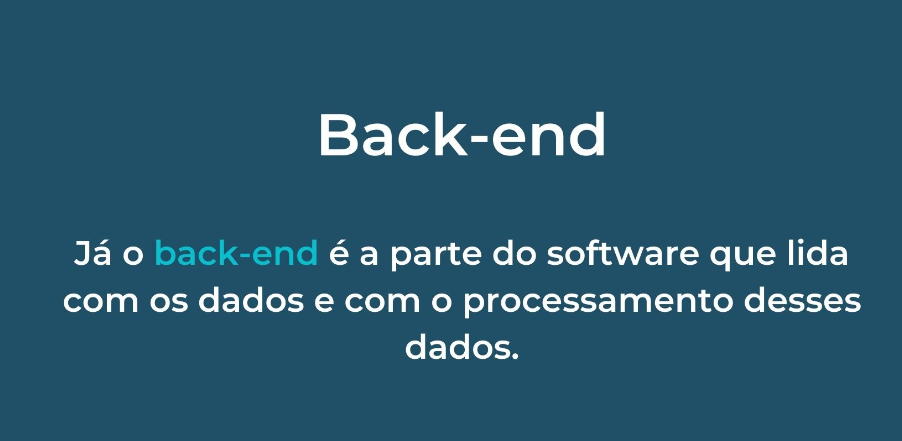 Back-end
Já o back-end é a parte do software que lida
com os dados e com o processamento desses
dados.